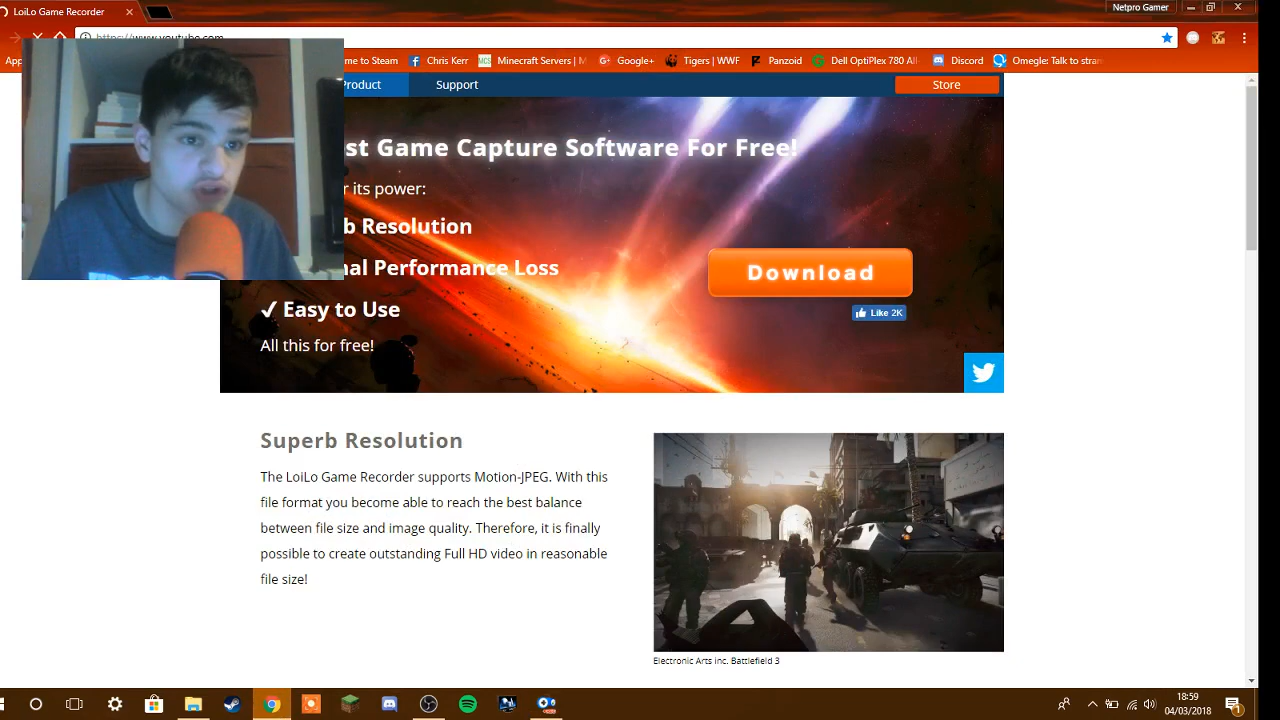 LoiLo Game Recorder
Netpro Gamer
https://www.youtube.com
App
me to Steam
Chris Kerr
Minecraft Servers | M
Google+
Tigers | WWF
Panzoid
Dell OptiPlex 780 All-
Discord
Omegle: Talk to stran
Product
Support
Store
st Game Capture Software For Free!
r its power:
b Resolution
nal Performance Loss
✓ Easy to Use
All this for free!
Download
Like 2K
Superb Resolution
The LoiLo Game Recorder supports Motion-JPEG. With this
file format you become able to reach the best balance
between file size and image quality. Therefore, it is finally
possible to create outstanding Full HD video in reasonable
file size!
Electronic Arts inc. Battlefield 3
18:59
04/03/2018